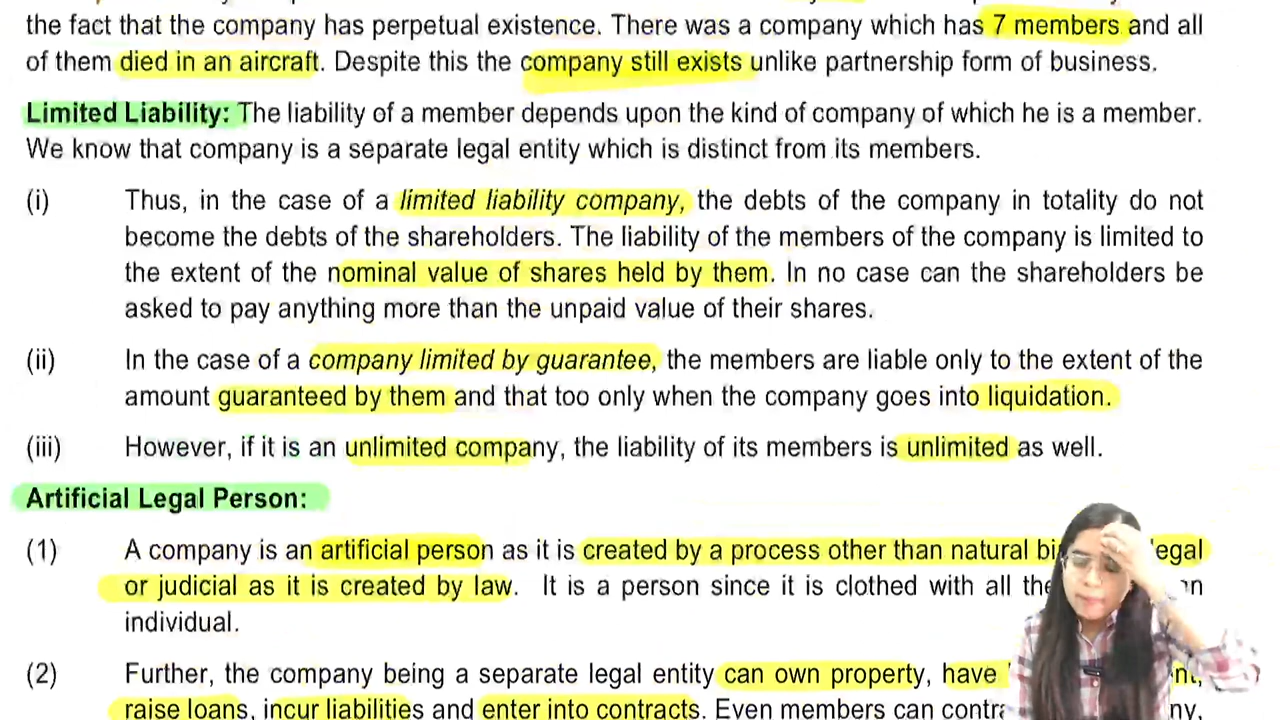 the fact that the company has perpetual existence. There was a company which has 7 members and all
of them died in an aircraft. Despite this the company still exists unlike partnership form of business.
Limited Liability: The liability of a member depends upon the kind of company of which he is a member.
We know that company is a separate legal entity which is distinct from its members.
(i) Thus, in the case of a limited liability company, the debts of the company in totality do not
become the debts of the shareholders. The liability of the members of the company is limited to
the extent of the nominal value of shares held by them. In no case can the shareholders be
asked to pay anything more than the unpaid value of their shares.
(ii) In the case of a company limited by guarantee, the members are liable only to the extent of the
amount guaranteed by them and that too only when the company goes into liquidation.
(iii) However, if it is an unlimited company, the liability of its members is unlimited as well.
Artificial Legal Person:
(1) A company is an artificial person as it is created by a process other than natural legal
or judicial as it is created by law. It is a person since it is clothed with all the
individual.
(2) Further, the company being a separate legal entity can own property, have
raise loans, incur liabilities and enter into contracts. Even members can